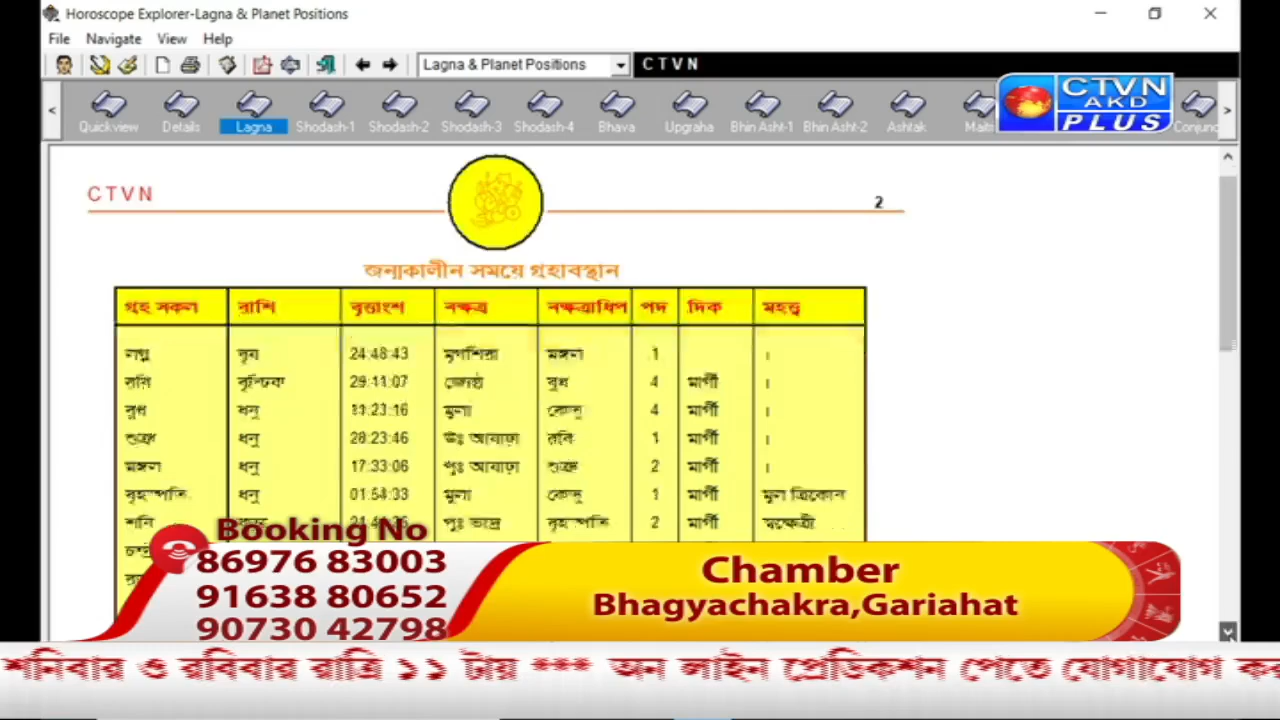 Horoscope Explorer-Lagna & Planet Positions
File Navigate View Help
Lagna & Planet Positions CTVN
Quickview Details Lagna Shodash-1 Shodash-2 Shodash-3 Shodash-4 Bhava Upgraha Bhin Asht-1 Bhin Asht-2 Ashtak
CTVN
AKD
PLUS
CTVN
2
জন্মকালীন সময়ে গ্রহাবস্থান
গ্রহ সকল রাশি বৃত্তাংশ নক্ষত্র নক্ষত্রাধিপ পদ দিক মহত্ত্ব
লগ্ন বৃষ 24:48:43 মৃগশিরা মঙ্গল 1 ।
রবি বৃশ্চিক 29:11:07 জ্যেষ্ঠ বুধ 4 মার্গী ।
বুধ ধনু 11:23:16 মুলা কেতু 4 মার্গী ।
শুক্র ধনু 28:23:46 উঃ আষাঢ়া রবি 1 মার্গী ।
মঙ্গল ধনু 17:33:06 পুঃ আষাঢ়া শুক্র 2 মার্গী ।
বৃহস্পতি ধনু 01:54:33 মুলা কেতু 1 মার্গী মুল ত্রিকোন
শনি পুঃ ভাদ্রে বৃহস্পতি 2 মার্গী স্বক্ষেত্রী
Booking No
86976 83003
91638 80652
90730 42798
Chamber
Bhagyachakra,Gariahat
শনিবার ও রবিবার রাত্রি ১১ টায় *** অন লাইন প্রেডিকশন পেতে যোগাযোগ